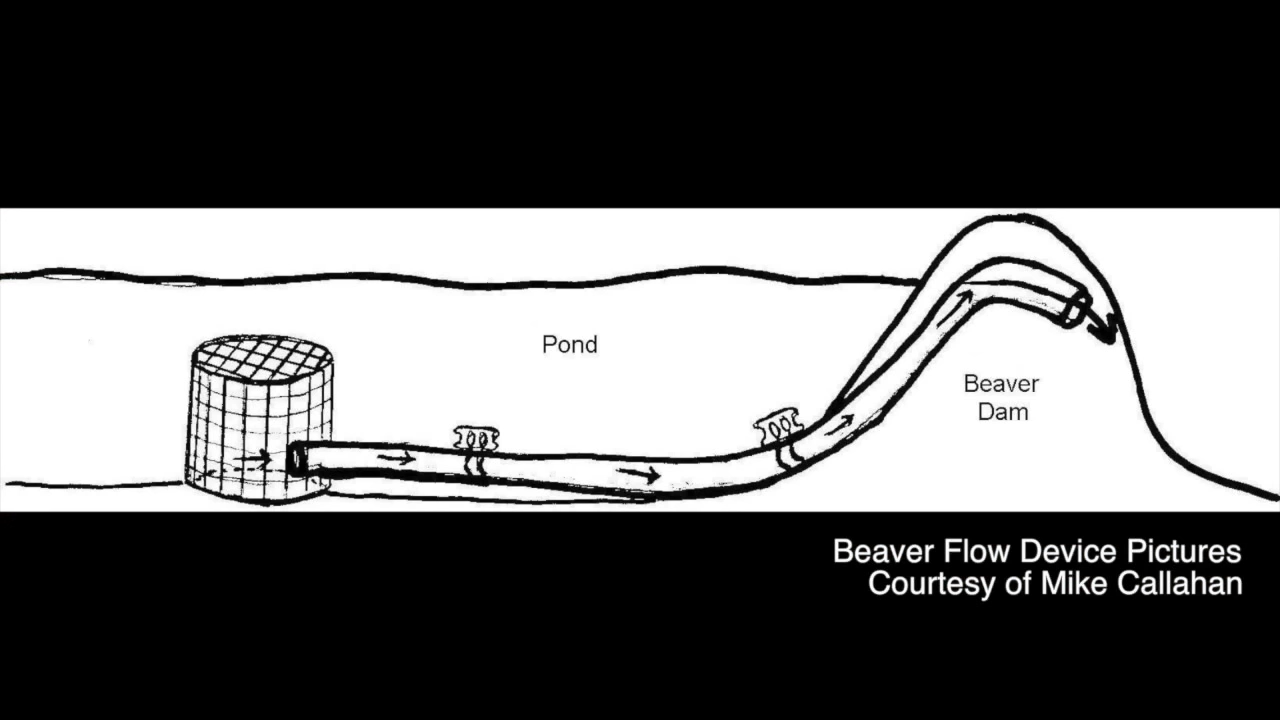 Pond
Beaver
Dam
Beaver Flow Device Pictures
Courtesy of Mike Callahan